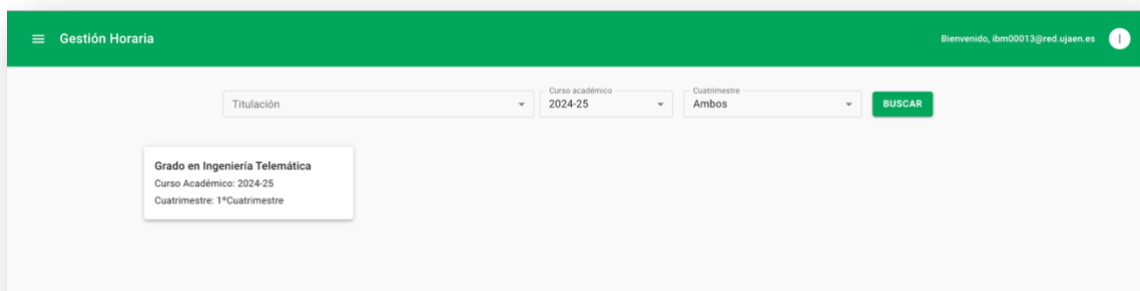 Gestión Horaria
Bienvenido, ibm00013@red.ujaen.es
I
Titulación
Curso académico
2024-25
Cuatrimestre
Ambos
BUSCAR
Grado en Ingeniería Telemática
Curso Académico: 2024-25
Cuatrimestre: 1ºCuatrimestre